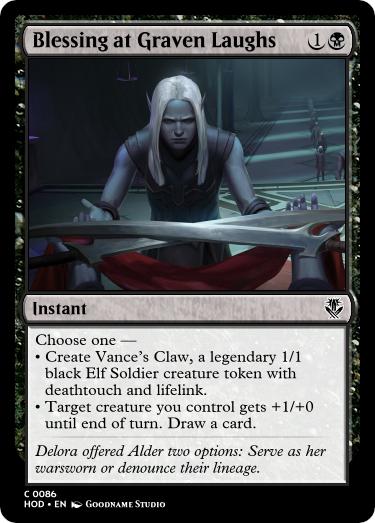 Blessing at Graven Laughs 1
Instant
Choose one —
• Create Vance's Claw, a legendary 1/1
black Elf Soldier creature token with
deathtouch and lifelink.
• Target creature you control gets +1/+0
until end of turn. Draw a card.
Delora offered Alder two options: Serve as her
warsworn or denounce their lineage.
C 0086
HOD • EN Goodname Studio